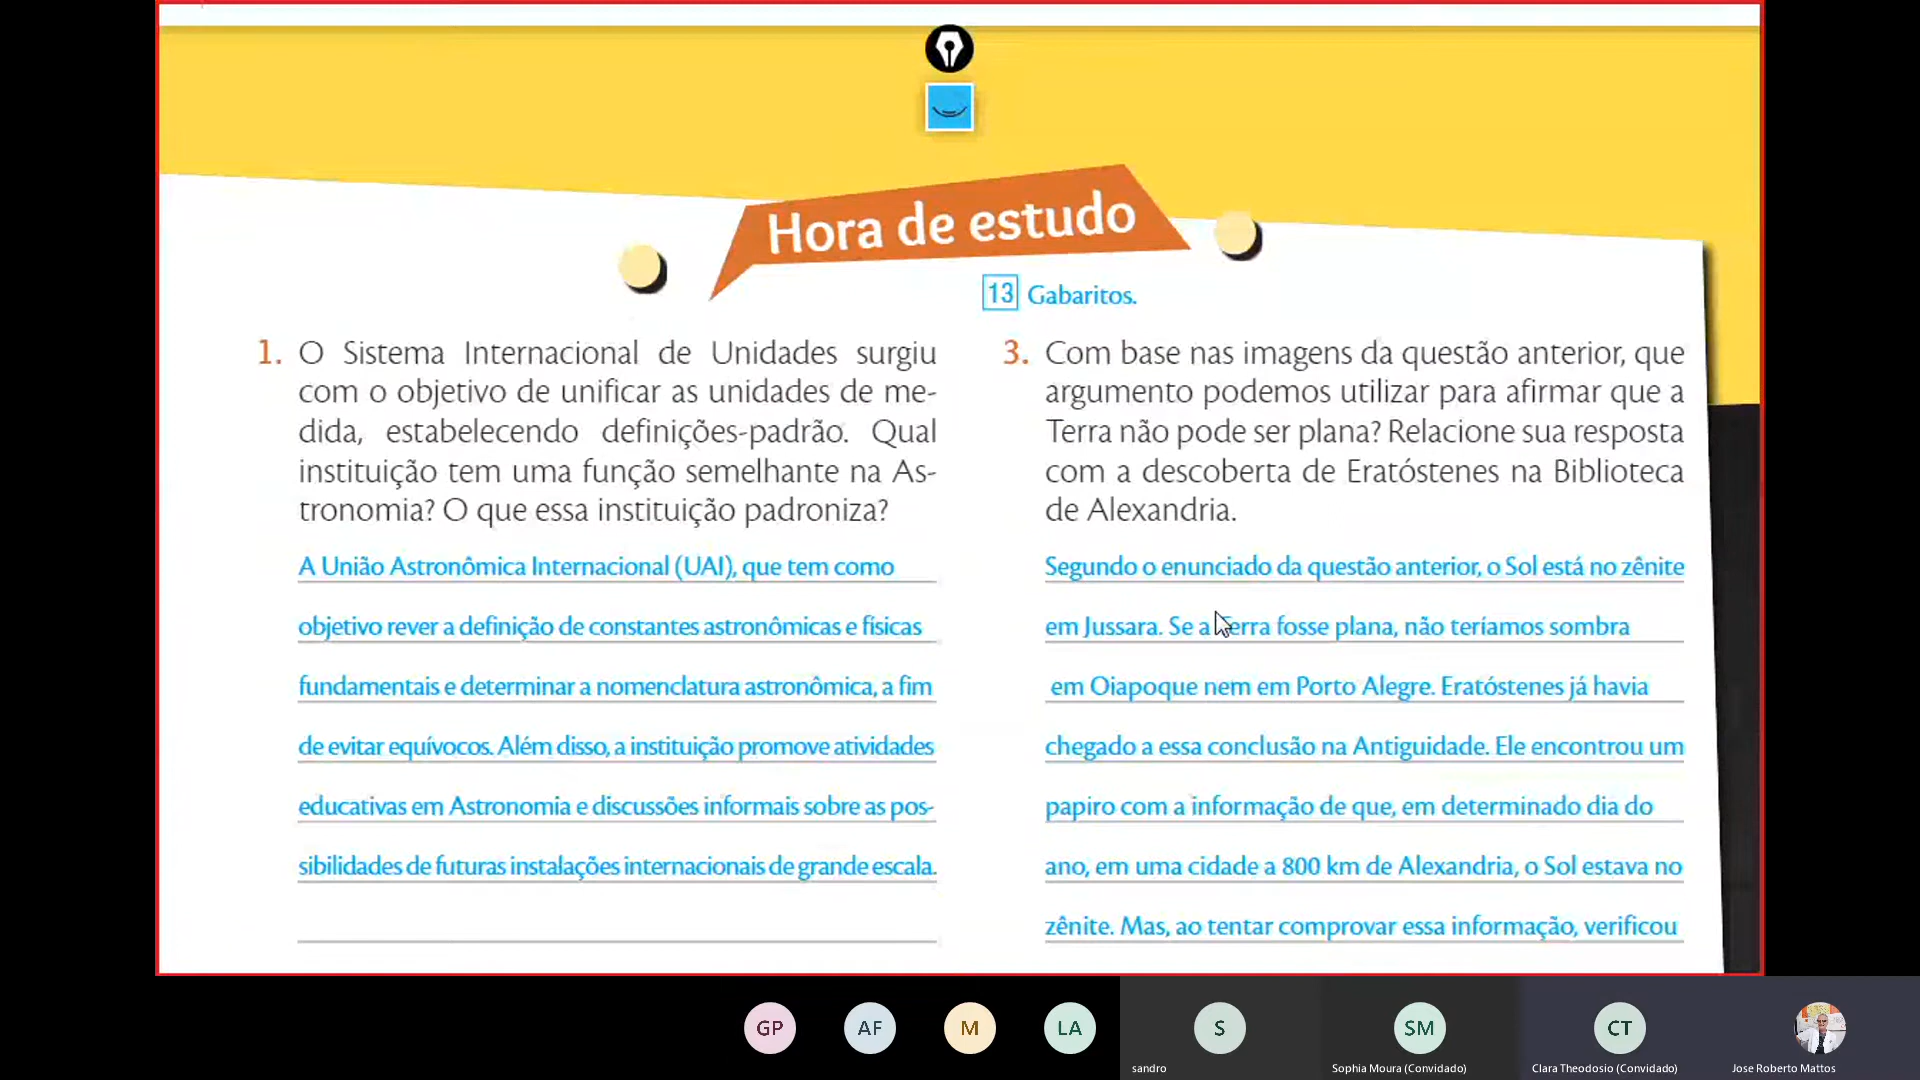 Hora de estudo
13 Gabaritos.
1. O Sistema Internacional de Unidades surgiu
com o objetivo de unificar as unidades de me-
dida, estabelecendo definições-padrão. Qual
instituição tem uma função semelhante na As-
tronomia? O que essa instituição padroniza?
A União Astronômica Internacional (UAI), que tem como
objetivo rever a definição de constantes astronômicas e físicas
fundamentais e determinar a nomenclatura astronômica, a fim
de evitar equívocos. Além disso, a instituição promove atividades
educativas em Astronomia e discussões informais sobre as pos-
sibilidades de futuras instalações internacionais de grande escala.
3. Com base nas imagens da questão anterior, que
argumento podemos utilizar para afirmar que a
Terra não pode ser plana? Relacione sua resposta
com a descoberta de Eratóstenes na Biblioteca
de Alexandria.
Segundo o enunciado da questão anterior, o Sol está no zênite
em Jussara. Se a Terra fosse plana, não teríamos sombra
em Oiapoque nem em Porto Alegre. Eratóstenes já havia
chegado a essa conclusão na Antiguidade. Ele encontrou um
papiro com a informação de que, em determinado dia do
ano, em uma cidade a 800 km de Alexandria, o Sol estava no
zênite. Mas, ao tentar comprovar essa informação, verificou
GP AF M LA S SM CT
sandro Sophia Moura (Convidado) Clara Theodosio (Convidado) Jose Roberto Mattos